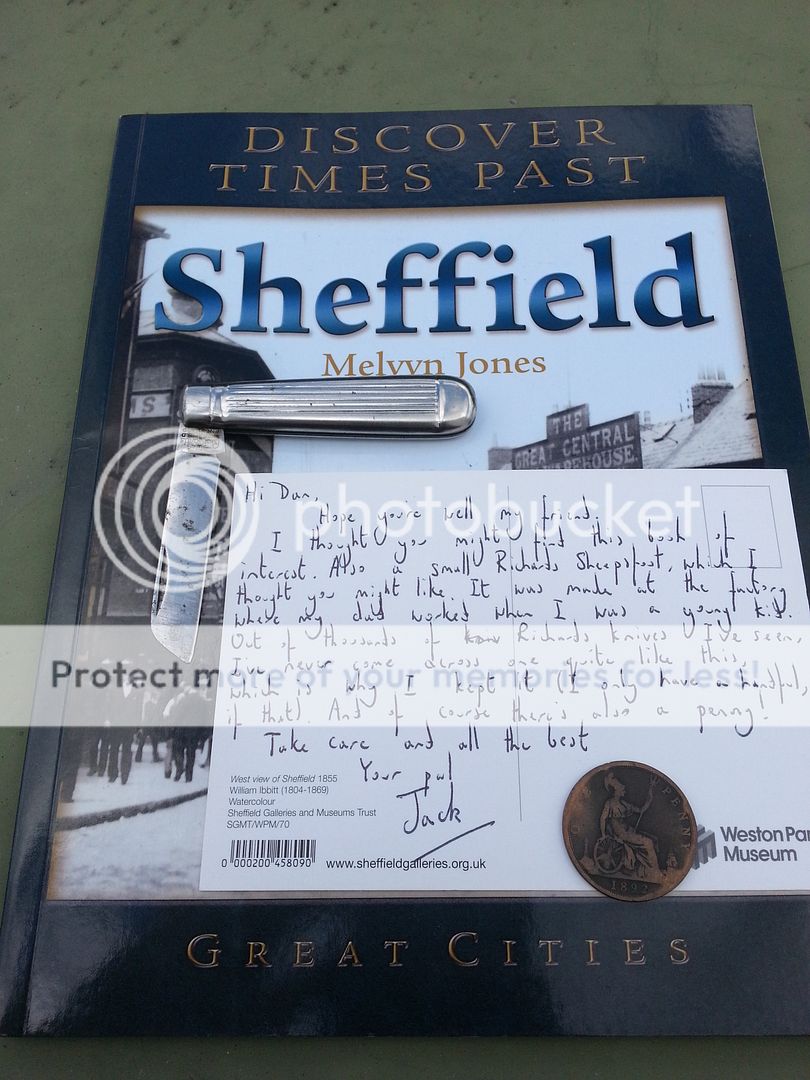 DISCOVER
TIMES PAST
Sheffield
Melvyn Jones
THE
GREAT CENTRAL
WAREHOUSE.
Hi Dan,
Hope you're well my friend,
I thought you might find this book of
interest. Also a small Richards Sheepsfoot, which I
thought you might like. It was made at the factory
where my dad worked when I was a young kid.
Out of thousands of Richards knives I've seen,
I've never come across one quite like this,
which is why I kept it (I only have a handful,
if that). And of course there's also a penny.
Take care and all the best
Your pal
Jack
photobucket
Protect more of your memories for less!
West view of Sheffield 1855
William Ibbitt (1804-1869)
Watercolour
Sheffield Galleries and Museums Trust
SGMT/WPM/70
0 000200 458090
www.sheffieldgalleries.org.uk
Weston Par
Museum
ONE PENNY
1892
GREAT CITIES